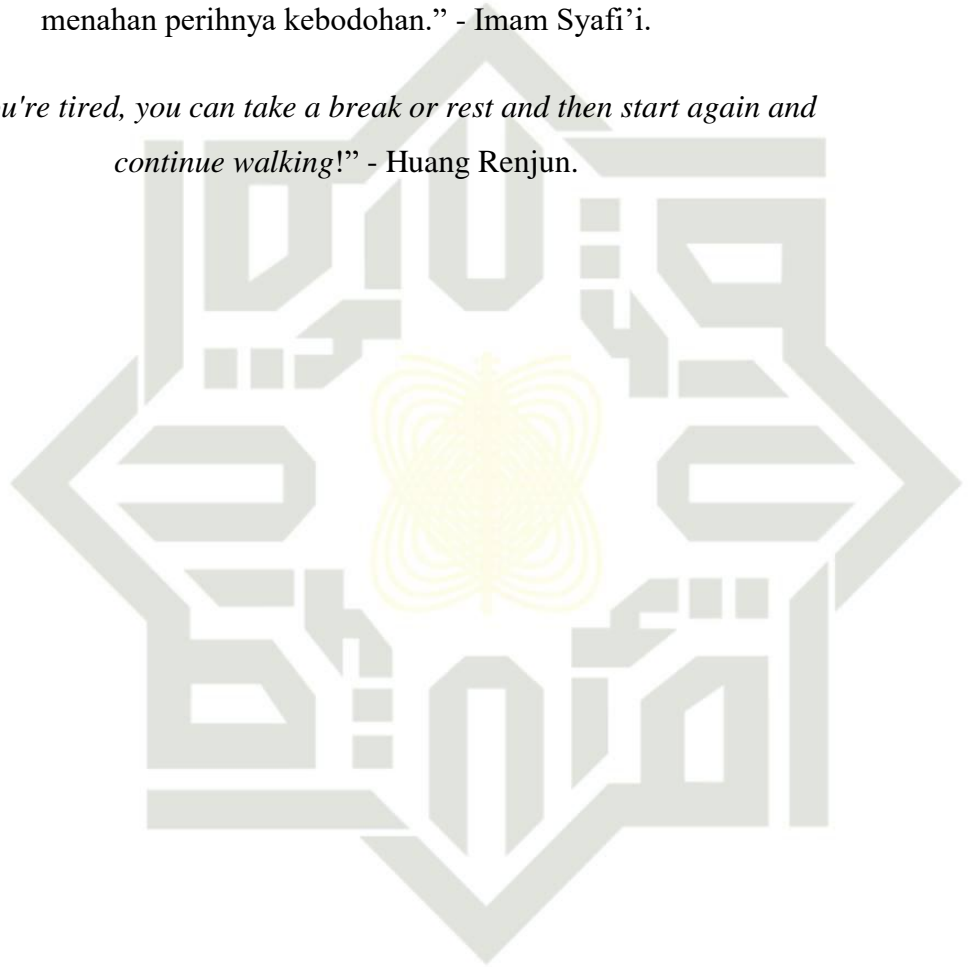 menahan perihnya kebodohan.” - Imam Syafi’i.
ou're tired, you can take a break or rest and then start again and
continue walking!” - Huang Renjun.